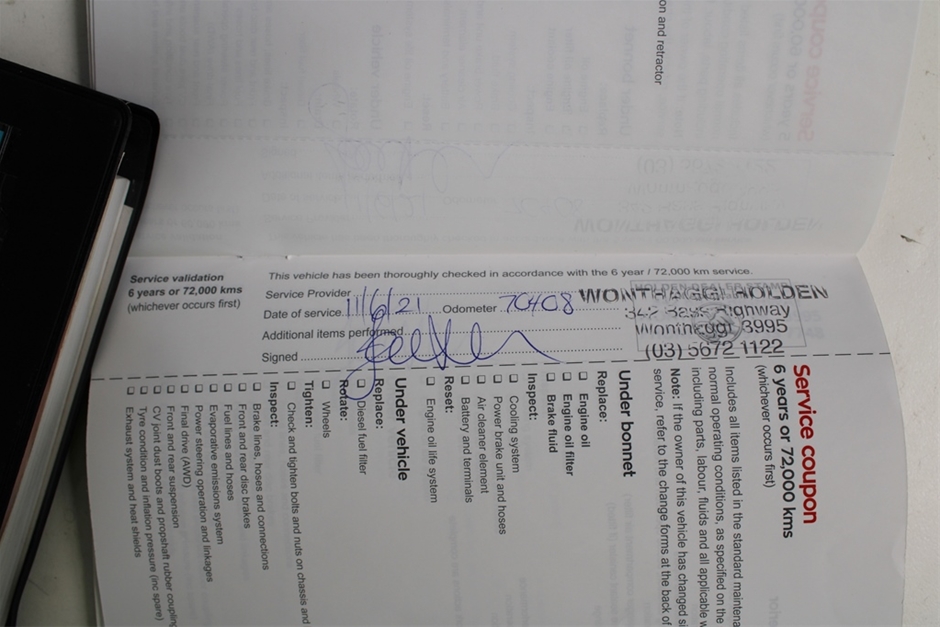 on and retractor
Service validation
6 years or 72,000 kms
(whichever occurs first)
This vehicle has been thoroughly checked in accordance with the 6 year / 72,000 km service.
Service Provider
Date of service 11/6/21 Odometer 70408
Additional items performed
Signed
WONTHAGGI HOLDEN
342 Bass Highway
Wonthaggi 3995
(03) 5672 1122
Service coupon
6 years or 72,000 kms
(whichever occurs first)
Includes all items listed in the standard maintena
normal operating conditions, as specified on the
including parts, labour, fluids and all applicable
Note: If the owner of this vehicle has changed si
service, refer to the change forms at the back of
Under bonnet
Replace:
❏ Engine oil
❏ Engine oil filter
❏ Brake fluid
Inspect:
❏ Cooling system
❏ Power brake unit and hoses
❏ Air cleaner element
❏ Battery and terminals
Reset:
❏ Engine oil life system
Under vehicle
Replace:
❏ Diesel fuel filter
Rotate:
❏ Wheels
Tighten:
❏ Check and tighten bolts and nuts on chassis and
Inspect:
❏ Brake lines, hoses and connections
❏ Front and rear disc brakes
❏ Fuel lines and hoses
❏ Evaporative emissions system
❏ Power steering operation and linkages
❏ Final drive (AWD)
❏ Front and rear suspension
❏ CV joint dust boots and propshaft rubber coupling
❏ Tyre condition and inflation pressure (inc spare)
❏ Exhaust system and heat shields